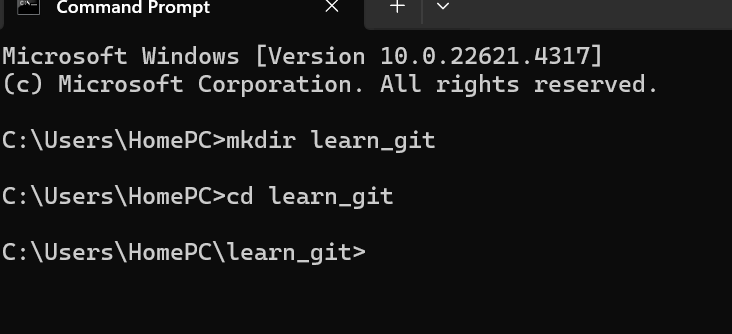 Command Prompt
Microsoft Windows [Version 10.0.22621.4317]
(c) Microsoft Corporation. All rights reserved.
C:\Users\HomePC>mkdir learn_git
C:\Users\HomePC>cd learn_git
C:\Users\HomePC\learn_git>